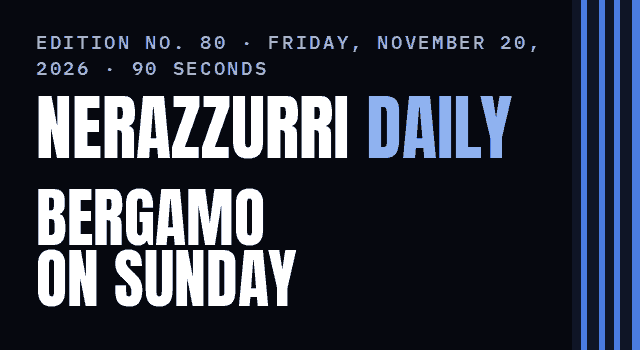 EDITION NO. 80 · FRIDAY, NOVEMBER 20,
2026 · 90 SECONDS
NERAZZURRI DAILY
BERGAMO
ON SUNDAY